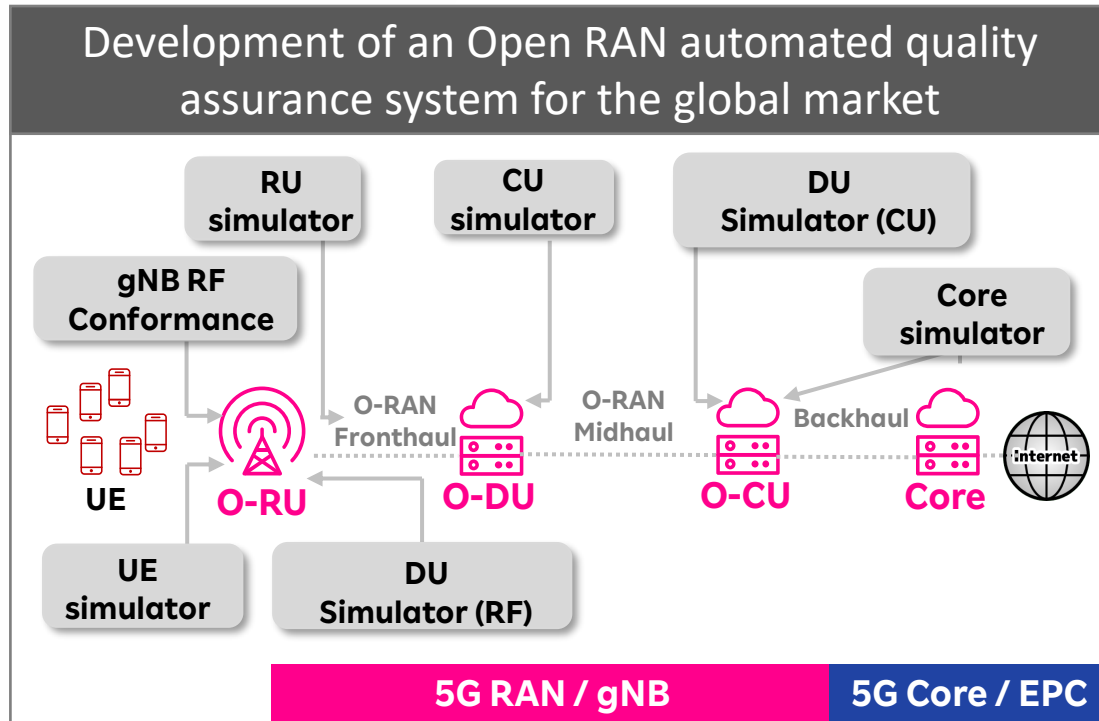 Development of an Open RAN automated quality
assurance system for the global market
RU
simulator
CU
simulator
DU
Simulator (CU)
gNB RF
Conformance
Core
simulator
O-RAN
Fronthaul
O-RAN
Midhaul
Backhaul
Internet
UE
O-RU
O-DU
O-CU
Core
UE
simulator
DU
Simulator (RF)
5G RAN / gNB
5G Core / EPC